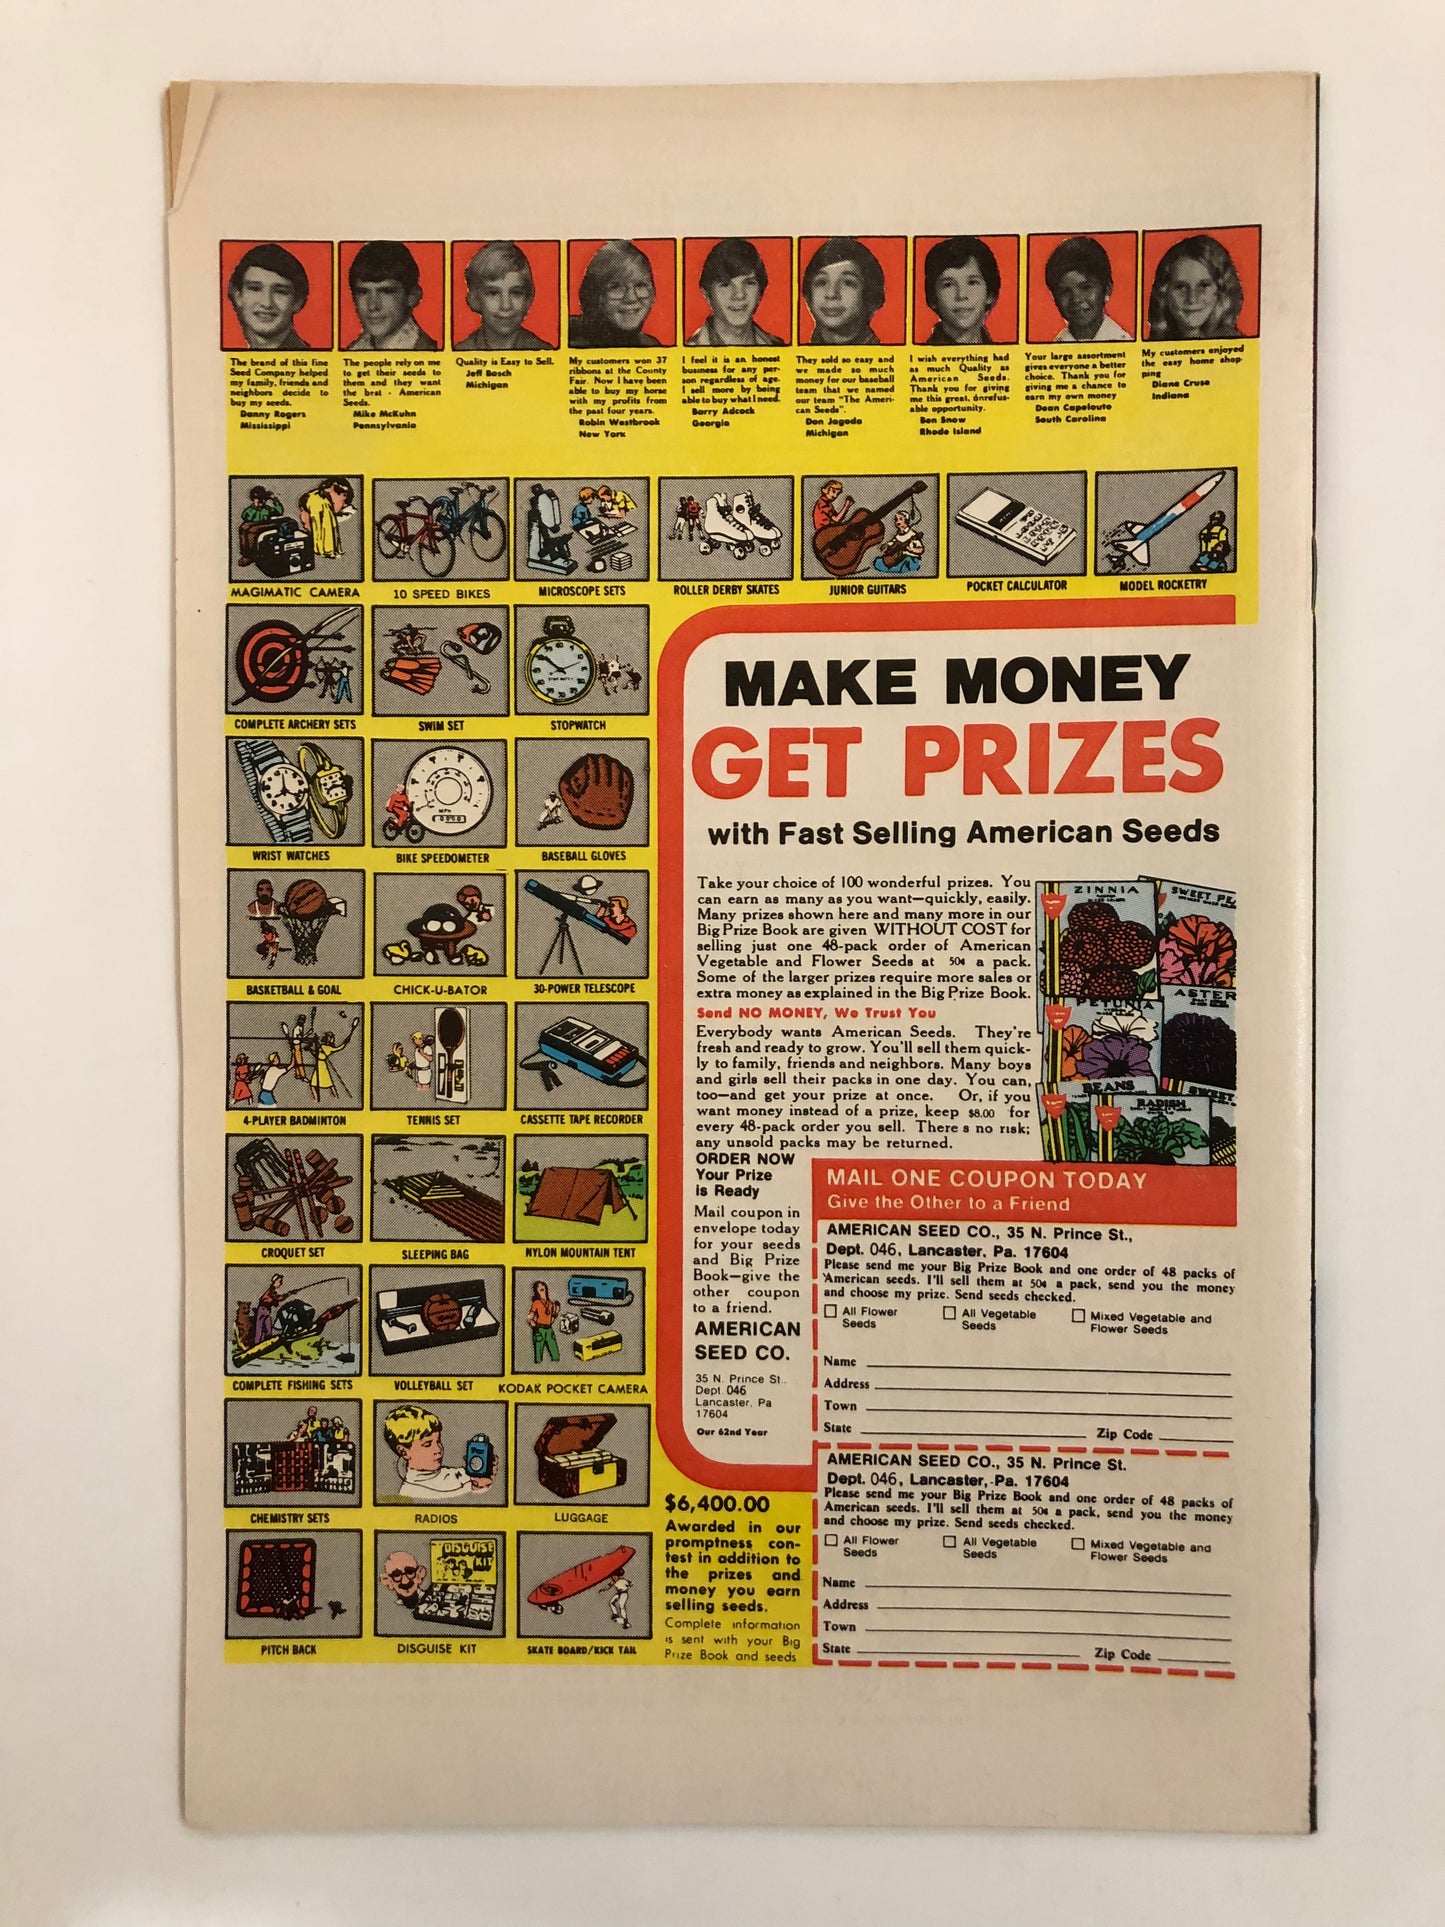 The brand of this fine
Seed Company helped
my family, friends and
neighbors decide to
buy my seeds.
Danny Rogers
Mississippi
The people rely on me
to get their seeds to
them and they want
the brst - American
Seeds.
Mike McKuhn
Pennsylvania
Quality is Easy to Sell.
Jeff Bosch
Michigan
My customers won 37
ribbons at the County
Fair. Now I have been
able to buy my horse
with my profits from
the past four years.
Robin Westbrook
New York
I feel it is an honest
business for any per-
son regardless of age.
I sell more by being
able to buy what I need.
Barry Adcock
Georgia
They sold so easy and
we made so much
money for our baseball
team that we named
our team "The Ameri-
can Seeds".
Don Jagoda
Michigan
I wish everything had
as much Quality as
American Seeds.
Thank you for giving
me this great, unrefus-
able opportunity.
Ben Snow
Rhode Island
Your large assortment
gives everyone a better
choice. Thank you for
giving me a chance to
earn my own money
Dean Capelouto
South Carolina
My customers enjoyed
the easy home shop
ping
Diana Cruse
Indiana
MAGIMATIC CAMERA
10 SPEED BIKES
MICROSCOPE SETS
ROLLER DERBY SKATES
JUNIOR GUITARS
POCKET CALCULATOR
MODEL ROCKETRY
COMPLETE ARCHERY SETS
SWIM SET
STOPWATCH
WRIST WATCHES
BIKE SPEEDOMETER
BASEBALL GLOVES
BASKETBALL & GOAL
CHICK-U-BATOR
30-POWER TELESCOPE
4-PLAYER BADMINTON
TENNIS SET
CASSETTE TAPE RECORDER
CROQUET SET
SLEEPING BAG
NYLON MOUNTAIN TENT
COMPLETE FISHING SETS
VOLLEYBALL SET
KODAK POCKET CAMERA
CHEMISTRY SETS
RADIOS
LUGGAGE
PITCH BACK
DISGUISE KIT
DISGUISE KIT
SKATE BOARD/KICK TAIL
MAKE MONEY
GET PRIZES
with Fast Selling American Seeds
Take your choice of 100 wonderful prizes. You
can earn as many as you want—quickly, easily.
Many prizes shown here and many more in our
Big Prize Book are given WITHOUT COST for
selling just one 48-pack order of American
Vegetable and Flower Seeds at 50¢ a pack.
Some of the larger prizes require more sales or
extra money as explained in the Big Prize Book.
Send NO MONEY, We Trust You
Everybody wants American Seeds. They're
fresh and ready to grow. You'll sell them quick-
ly to family, friends and neighbors. Many boys
and girls sell their packs in one day. You can,
too—and get your prize at once. Or, if you
want money instead of a prize, keep $8.00 for
every 48-pack order you sell. There s no risk;
any unsold packs may be returned.
ZINNIA
SWEET PE
PETUNIA
ASTER
BEANS
RADISH
SWEET
ORDER NOW
Your Prize
is Ready
Mail coupon in
envelope today
for your seeds
and Big Prize
Book—give the
other coupon
to a friend.
AMERICAN
SEED CO.
35 N. Prince St.
Dept. 046
Lancaster, Pa
17604
Our 62nd Year
$6,400.00
Awarded in our
promptness con-
test in addition to
the prizes and
money you earn
selling seeds.
Complete information
is sent with your Big
Prize Book and seeds
MAIL ONE COUPON TODAY
Give the Other to a Friend
AMERICAN SEED CO., 35 N. Prince St.,
Dept. 046, Lancaster, Pa. 17604
Please send me your Big Prize Book and one order of 48 packs of
American seeds. I'll sell them at 50¢ a pack, send you the money
and choose my prize. Send seeds checked.
All Flower Seeds
All Vegetable Seeds
Mixed Vegetable and Flower Seeds
Name
Address
Town
State Zip Code
AMERICAN SEED CO., 35 N. Prince St.
Dept. 046, Lancaster, Pa. 17604
Please send me your Big Prize Book and one order of 48 packs of
American seeds. I'll sell them at 50¢ a pack, send you the money
and choose my prize. Send seeds checked.
All Flower Seeds
All Vegetable Seeds
Mixed Vegetable and Flower Seeds
Name
Address
Town
State Zip Code